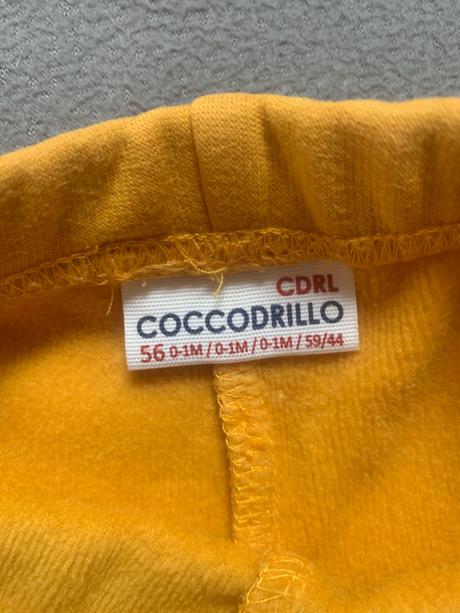 CDRL
COCCODRILLO
56 0-1M / 0-1M / 0-1M / 59/44